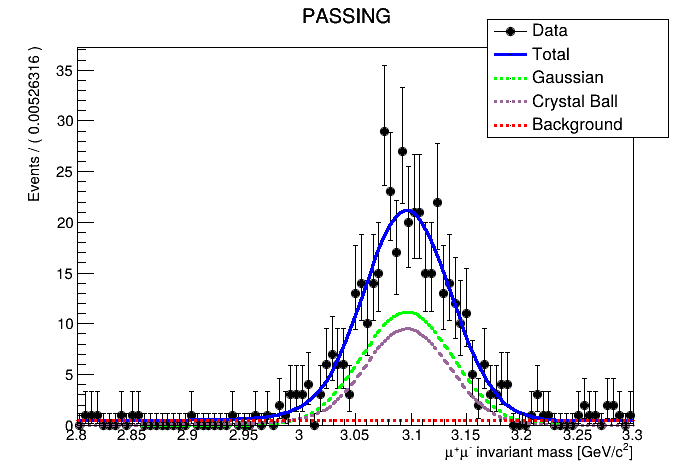 PASSING
Data
Total
Gaussian
Crystal Ball
Background
Events / ( 0.00526316 )
35
30
25
20
15
10
5
0
2.8 2.85 2.9 2.95 3 3.05 3.1 3.15 3.2 3.25 3.3
μ⁺μ⁻ invariant mass [GeV/c²]